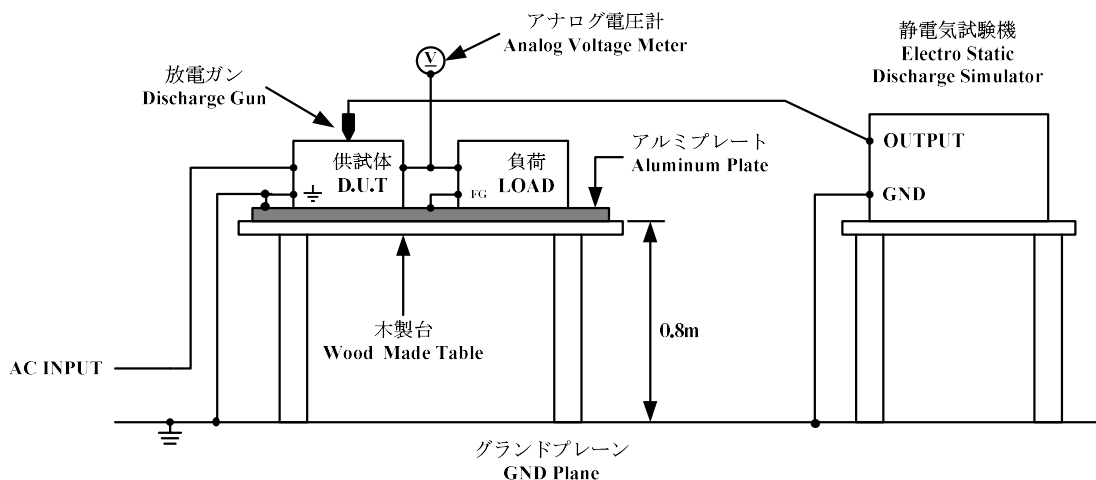 アナログ電圧計
Analog Voltage Meter
静電気試験機
Electro Static
Discharge Simulator
放電ガン
Discharge Gun
V
供試体
D.U.T
負荷
LOAD
FG
アルミプレート
Aluminum Plate
OUTPUT
GND
木製台
Wood Made Table
0.8m
AC INPUT
グランドプレーン
GND Plane